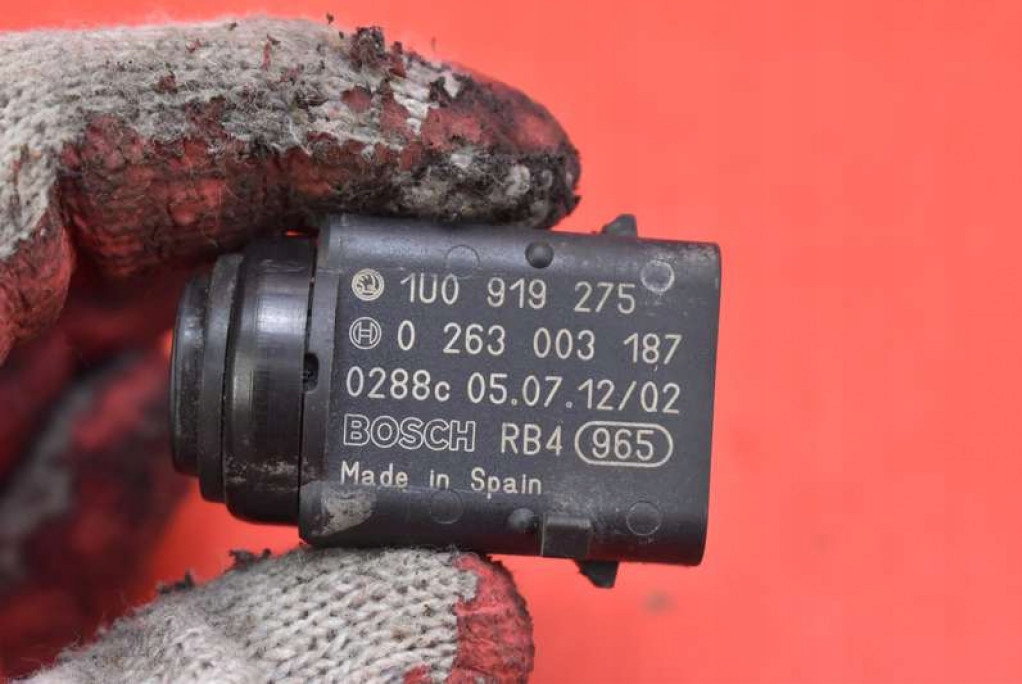 1U0 919 275
0 263 003 187
0288c 05.07.12/02
BOSCH RB4 965
Made in Spain